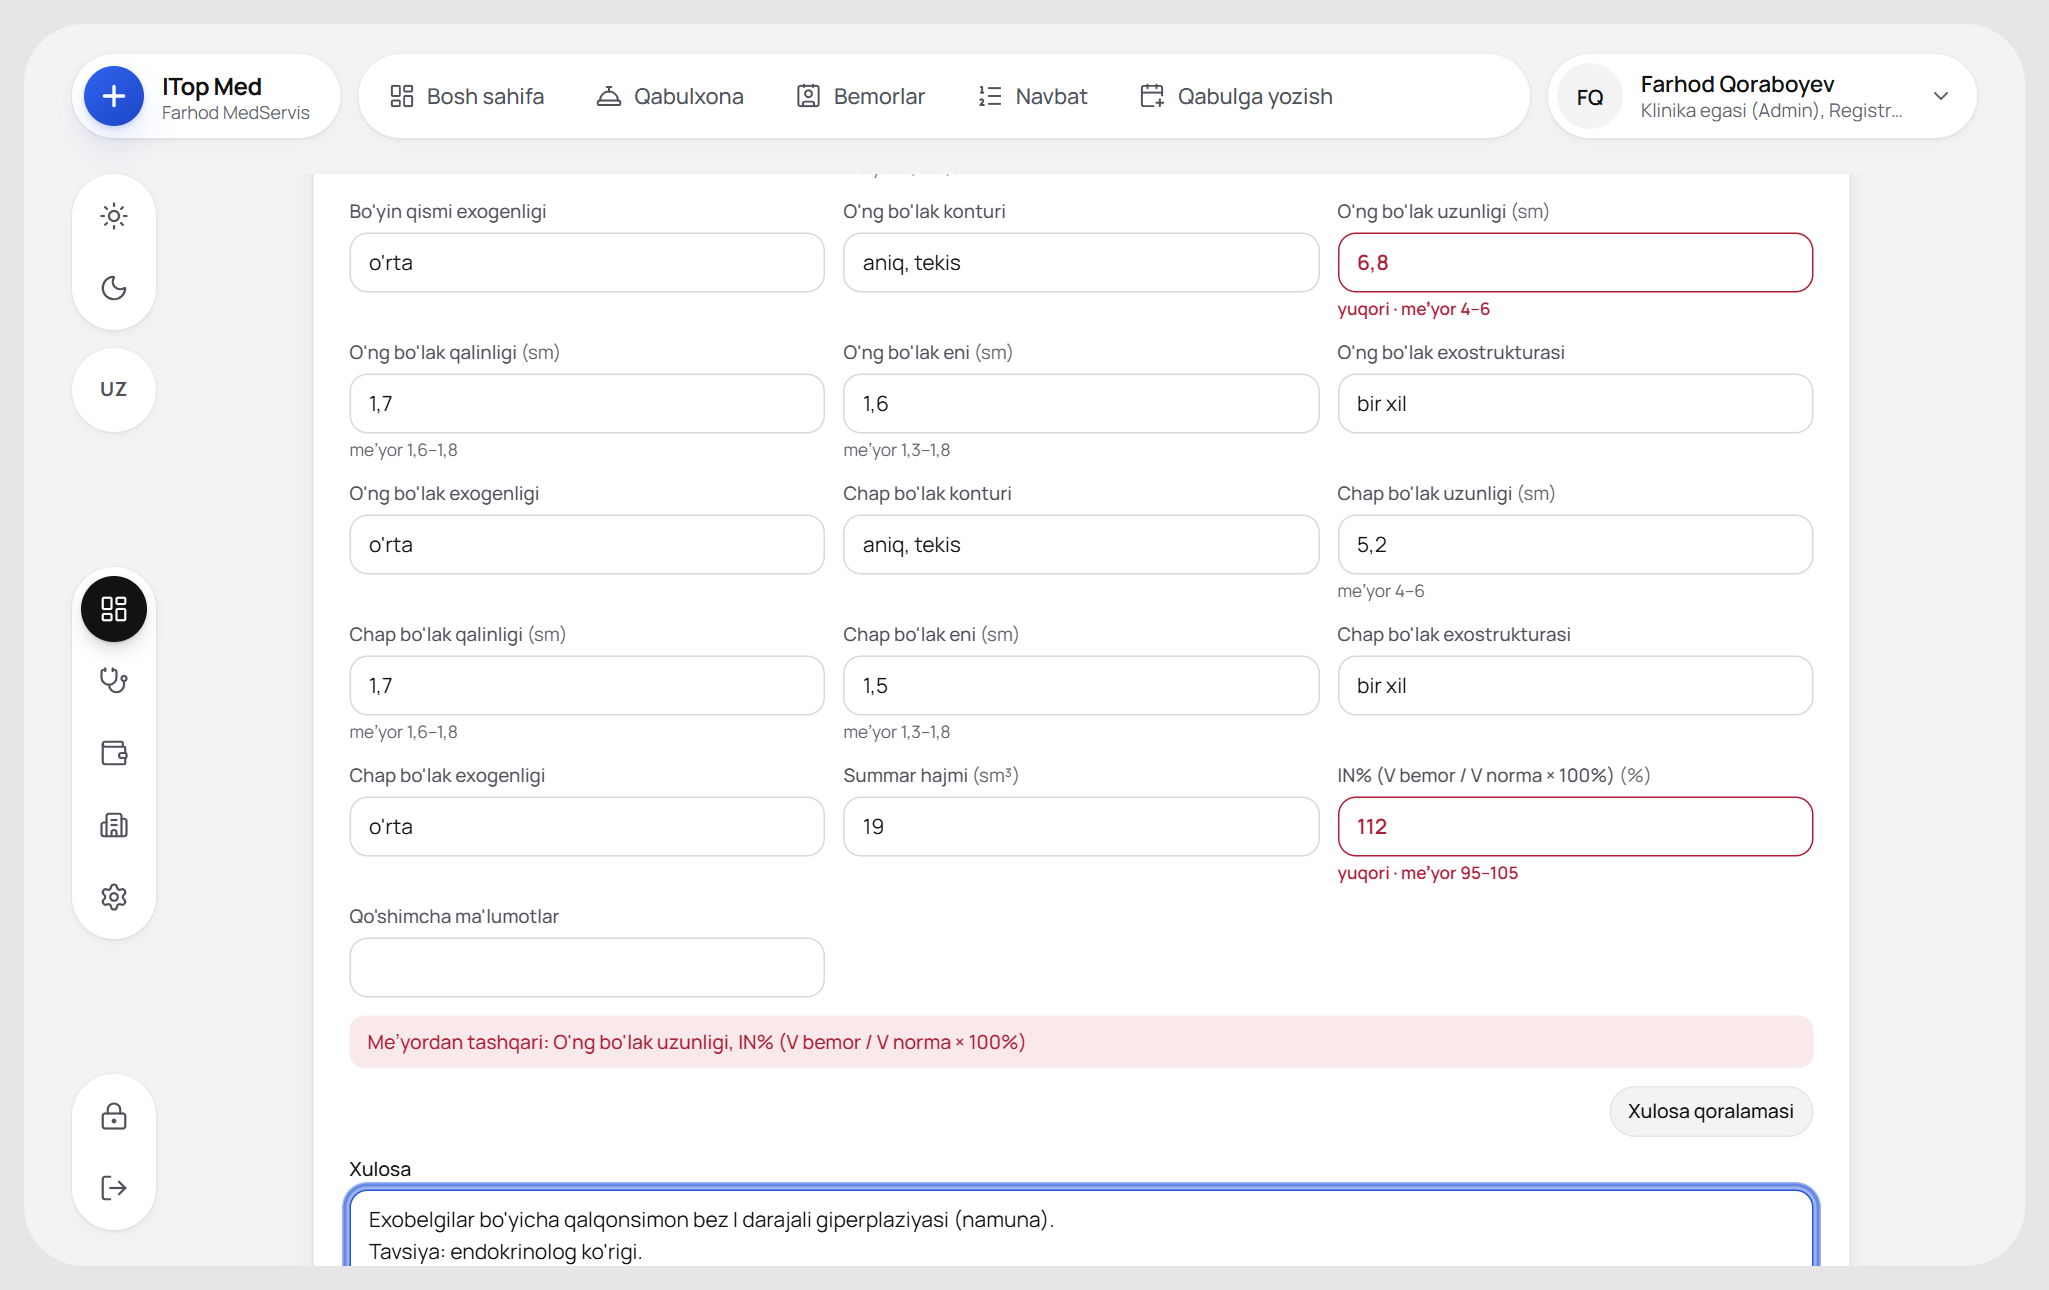 ITop Med
Farhod MedServis
Bosh sahifa
Qabulxona
Bemorlar
Navbat
Qabulga yozish
FQ
Farhod Qoraboyev
Klinika egasi (Admin), Registr...
UZ
Bo'yin qismi exogenligi
O'ng bo'lak konturi
O'ng bo'lak uzunligi (sm)
o'rta
aniq, tekis
6,8
yuqori · me’yor 4–6
O'ng bo'lak qalinligi (sm)
O'ng bo'lak eni (sm)
O'ng bo'lak exostrukturasi
1,7
1,6
bir xil
me’yor 1,6–1,8
me’yor 1,3–1,8
O'ng bo'lak exogenligi
Chap bo'lak konturi
Chap bo'lak uzunligi (sm)
o'rta
aniq, tekis
5,2
me’yor 4–6
Chap bo'lak qalinligi (sm)
Chap bo'lak eni (sm)
Chap bo'lak exostrukturasi
1,7
1,5
bir xil
me’yor 1,6–1,8
me’yor 1,3–1,8
Chap bo'lak exogenligi
Summar hajmi (sm³)
IN% (V bemor / V norma × 100%) (%)
o'rta
19
112
yuqori · me’yor 95–105
Qo'shimcha ma'lumotlar
Me’yordan tashqari: O'ng bo'lak uzunligi, IN% (V bemor / V norma × 100%)
Xulosa qoralamasi
Xulosa
Exobelgilar bo'yicha qalqonsimon bez I darajali giperplaziyasi (namuna).
Tavsiya: endokrinolog ko'rigi.